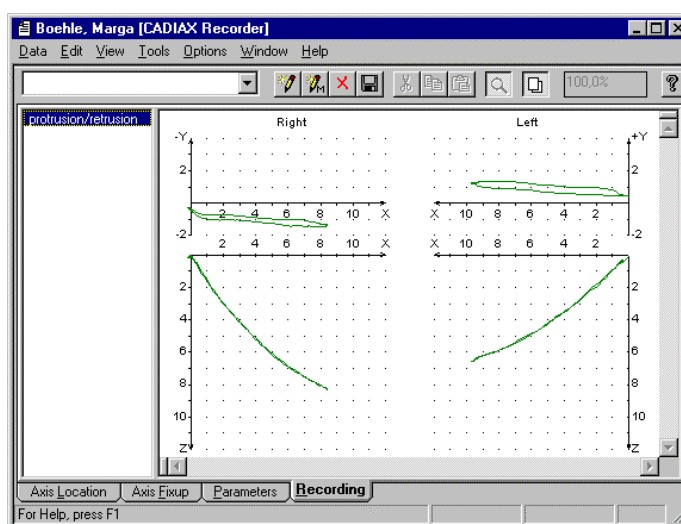 Boehle, Marga [CADIAX Recorder]
Data Edit View Tools Options Window Help
100,0%
protrusion/retrusion
Right Left
-Y +Y
2 2
2 4 6 8 10 X X 10 8 6 4 2
-2 -2
2 4 6 8 10 X X 10 8 6 4 2
2 2
4 4
6 6
8 8
10 10
Z Z
Axis Location Axis Fixup Parameters Recording
For Help, press F1